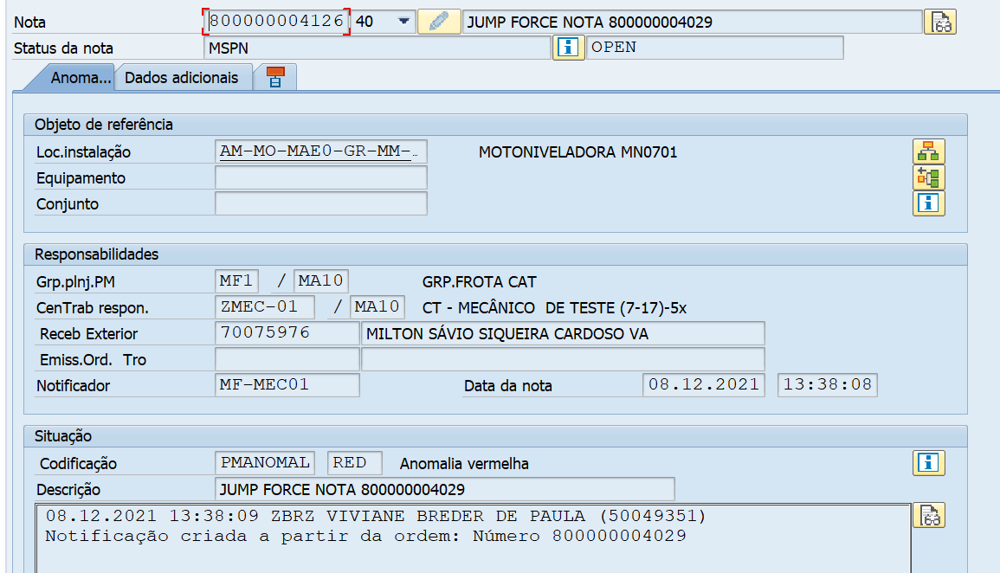 Nota 800000004126 40 JUMP FORCE NOTA 800000004029
Status da nota MSPN OPEN
Anoma... Dados adicionais
Objeto de referência
Loc.instalação AM-MO-MAE0-GR-MM-… MOTONIVELADORA MN0701
Equipamento
Conjunto
Responsabilidades
Grp.plnj.PM MF1 / MA10 GRP.FROTA CAT
CenTrab respon. ZMEC-01 / MA10 CT - MECÂNICO DE TESTE (7-17)-5x
Receb Exterior 70075976 MILTON SÁVIO SIQUEIRA CARDOSO VA
Emiss.Ord. Tro
Notificador MF-MEC01 Data da nota 08.12.2021 13:38:08
Situação
Codificação PMANOMAL RED Anomalia vermelha
Descrição JUMP FORCE NOTA 800000004029
08.12.2021 13:38:09 ZBRZ VIVIANE BREDER DE PAULA (50049351)
Notificação criada a partir da ordem: Número 800000004029